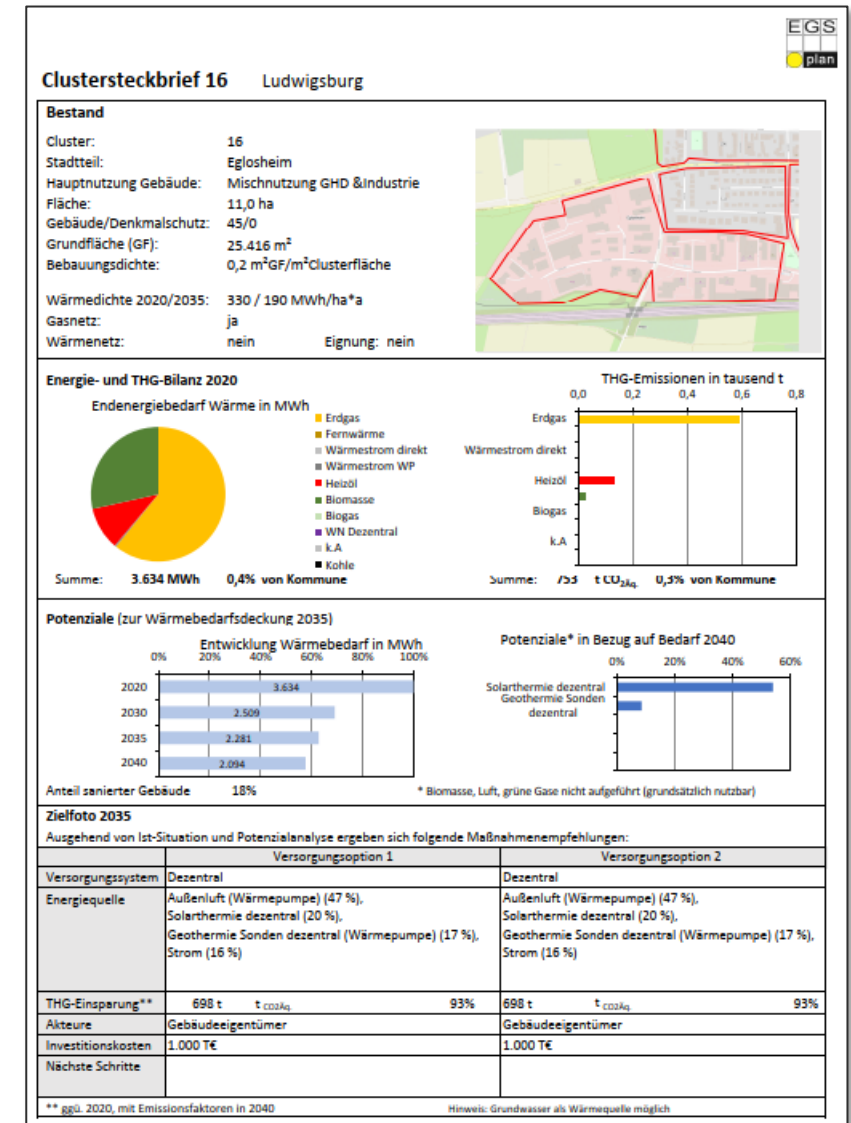 EGS
plan
Clustersteckbrief 16 Ludwigsburg
Bestand
Cluster: 16
Stadtteil: Eglosheim
Hauptnutzung Gebäude: Mischnutzung GHD &Industrie
Fläche: 11,0 ha
Gebäude/Denkmalschutz: 45/0
Grundfläche (GF): 25.416 m²
Bebauungsdichte: 0,2 m²GF/m²Clusterfläche
Wärmedichte 2020/2035: 330 / 190 MWh/ha*a
Gasnetz: ja
Wärmenetz: nein Eignung: nein
Energie- und THG-Bilanz 2020
Endenergiebedarf Wärme in MWh
Erdgas
Fernwärme
Wärmestrom direkt
Wärmestrom WP
Heizöl
Biomasse
Biogas
WN Dezentral
k.A
Kohle
Summe: 3.634 MWh 0,4% von Kommune
THG-Emissionen in tausend t
0,0 0,2 0,4 0,6 0,8
Erdgas
Wärmestrom direkt
Heizöl
Biogas
k.A
Summe: 753 t CO2Äq. 0,3% von Kommune
Potenziale (zur Wärmebedarfsdeckung 2035)
Entwicklung Wärmebedarf in MWh
0% 20% 40% 60% 80% 100%
2020 3.634
2030 2.509
2035 2.281
2040 2.094
Potenziale* in Bezug auf Bedarf 2040
0% 20% 40% 60%
Solarthermie dezentral
Geothermie Sonden
dezentral
Anteil sanierter Gebäude 18% * Biomasse, Luft, grüne Gase nicht aufgeführt (grundsätzlich nutzbar)
Zielfoto 2035
Ausgehend von Ist-Situation und Potenzialanalyse ergeben sich folgende Maßnahmenempfehlungen:
Versorgungsoption 1 Versorgungsoption 2
Versorgungssystem Dezentral Dezentral
Energiequelle Außenluft (Wärmepumpe) (47 %), Außenluft (Wärmepumpe) (47 %),
Solarthermie dezentral (20 %), Solarthermie dezentral (20 %),
Geothermie Sonden dezentral (Wärmepumpe) (17 %), Geothermie Sonden dezentral (Wärmepumpe) (17 %),
Strom (16 %) Strom (16 %)
THG-Einsparung** 698 t t CO2Äq. 93% 698 t t CO2Äq. 93%
Akteure Gebäudeeigentümer Gebäudeeigentümer
Investitionskosten 1.000 T€ 1.000 T€
Nächste Schritte
** ggü. 2020, mit Emissionsfaktoren in 2040 Hinweis: Grundwasser als Wärmequelle möglich